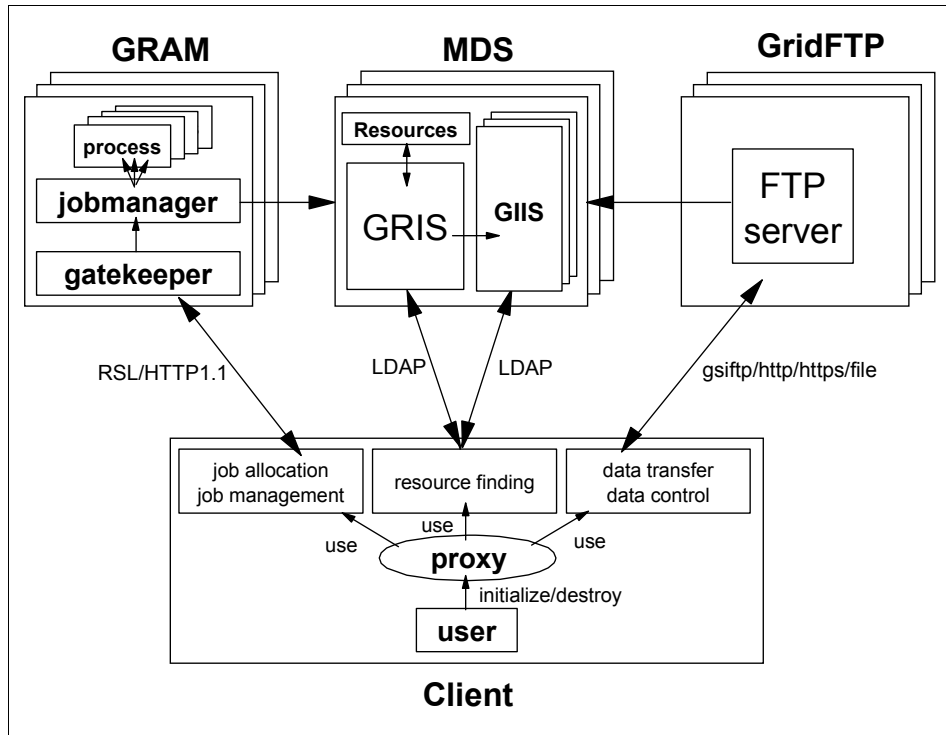 GRAM
MDS
GridFTP
process
jobmanager
gatekeeper
Resources
GRIS
GIIS
FTP
server
RSL/HTTP1.1
LDAP
LDAP
gsiftp/http/https/file
job allocation
job management
resource finding
data transfer
data control
use
use
use
proxy
initialize/destroy
user
Client